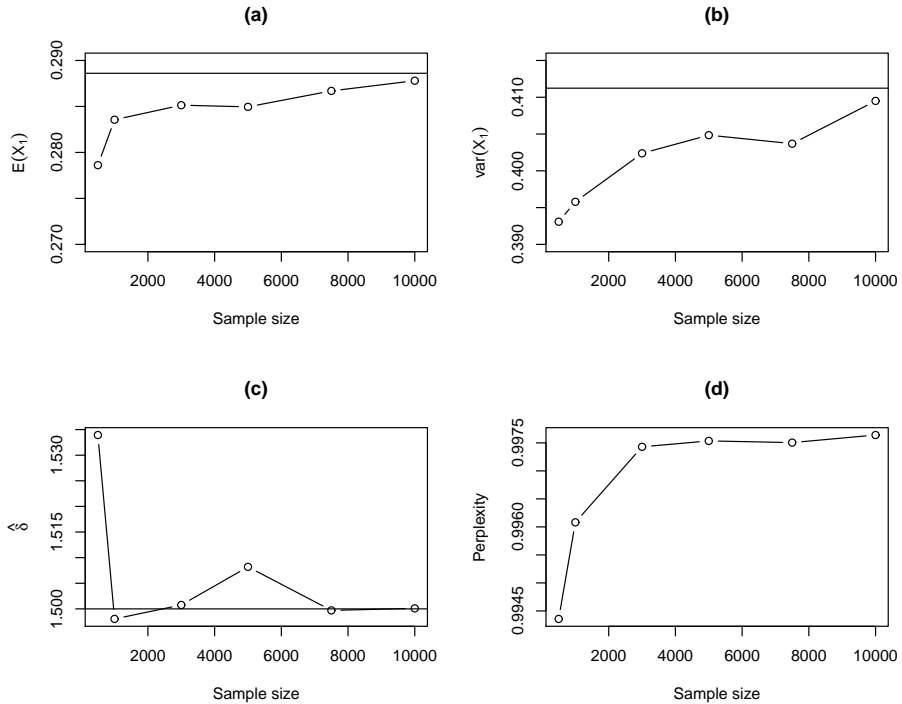 (a)
E(X₁)
0.270 0.280 0.290
2000 4000 6000 8000 10000
Sample size
(b)
var(X₁)
0.390 0.400 0.410
2000 4000 6000 8000 10000
Sample size
(c)
δ̂
1.500 1.515 1.530
2000 4000 6000 8000 10000
Sample size
(d)
Perplexity
0.9945 0.9960 0.9975
2000 4000 6000 8000 10000
Sample size